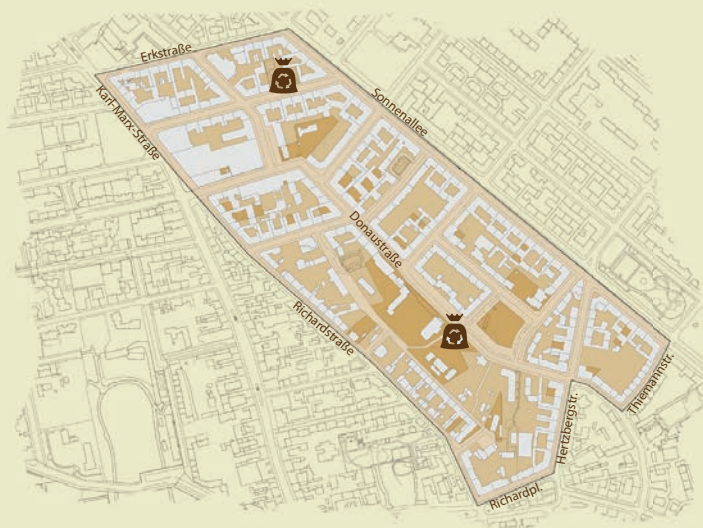 Erkstraße
Karl-Marx-Straße
Sonnenallee
Donaustraße
Richardstraße
Thiemannstr.
Hertzbergstr.
Richardpl.